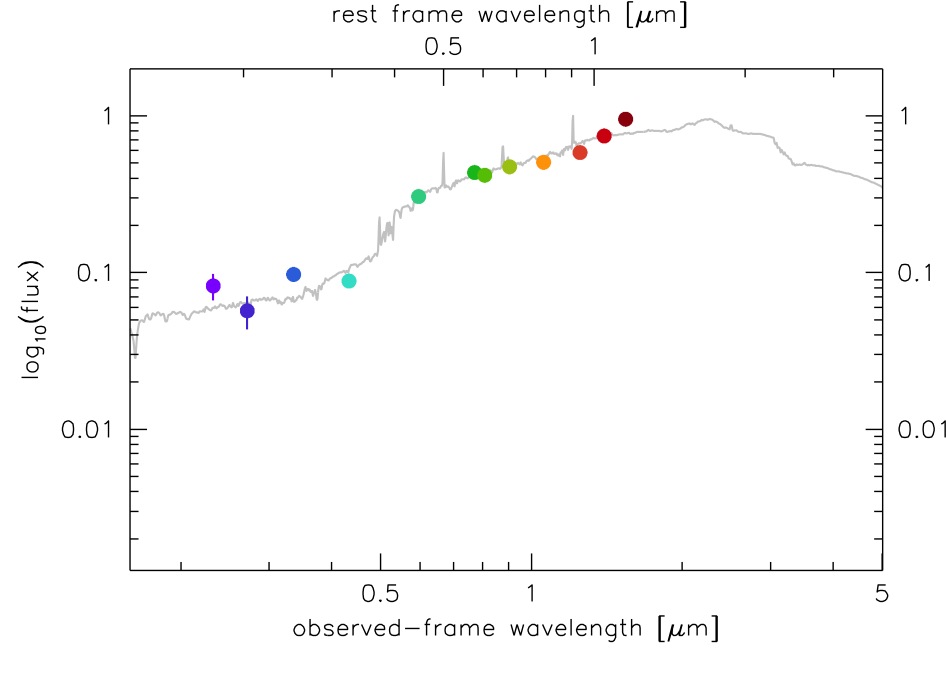 rest frame wavelength [μm]
0.5 1
1 1
0.1 0.1
0.01 0.01
log₁₀(flux)
0.5 1 5
observed-frame wavelength [μm]